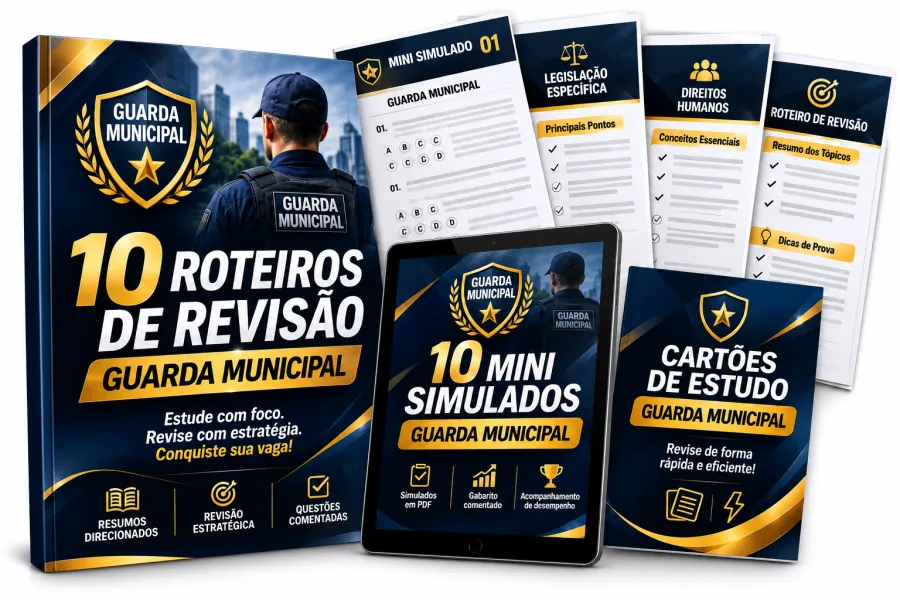 GUARDA
MUNICIPAL
GUARDA
MUNICIPAL
10 ROTEIROS
DE REVISÃO
GUARDA MUNICIPAL
Estude com foco.
Revise com estratégia.
Conquiste sua vaga!
RESUMOS
DIRECIONADOS
REVISÃO
ESTRATÉGICA
QUESTÕES
COMENTADAS
MINI SIMULADO 01
GUARDA MUNICIPAL
01.
A B C C
C C C D
01.
A B C
C C D D
LEGISLAÇÃO
ESPECÍFICA
Principais Pontos
DIREITOS
HUMANOS
Conceitos Essenciais
ROTEIRO DE REVISÃO
Resumo dos Tópicos
Dicas de Prova
GUARDA
MUNICIPAL
GUARDA
MUNICIPAL
10 MINI
SIMULADOS
GUARDA MUNICIPAL
Simulados
em PDF
Gabarito
comentado
Acompanhamento
de desempenho
CARTÕES
DE ESTUDO
GUARDA MUNICIPAL
Revise de forma
rápida e eficiente!